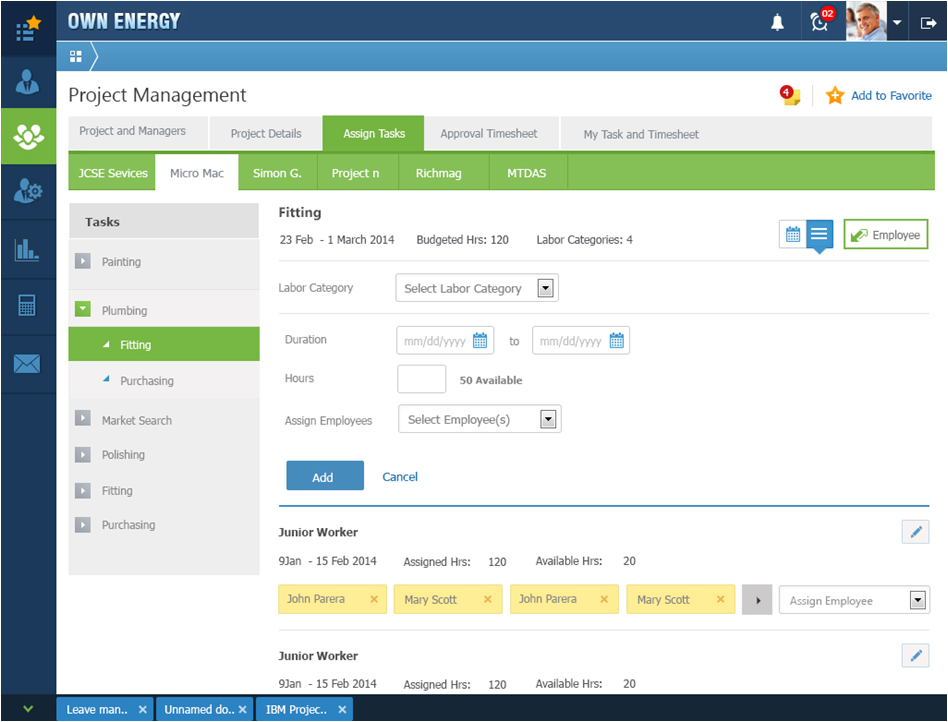 OWN ENERGY
02
Project Management
4
Add to Favorite
Project and Managers
Project Details
Assign Tasks
Approval Timesheet
My Task and Timesheet
JCSE Sevices
Micro Mac
Simon G.
Project n
Richmag
MTDAS
Tasks
Painting
Plumbing
Fitting
Purchasing
Market Search
Polishing
Fitting
Purchasing
Fitting
23 Feb - 1 March 2014 Budgeted Hrs: 120 Labor Categories: 4
Employee
Labor Category Select Labor Category
Duration mm/dd/yyyy to mm/dd/yyyy
Hours 50 Available
Assign Employees Select Employee(s)
Add Cancel
Junior Worker
9Jan - 15 Feb 2014 Assigned Hrs: 120 Available Hrs: 20
John Parera Mary Scott John Parera Mary Scott Assign Employee
Junior Worker
9Jan - 15 Feb 2014 Assigned Hrs: 120 Available Hrs: 20
Leave man.. Unnamed do.. IBM Projec..